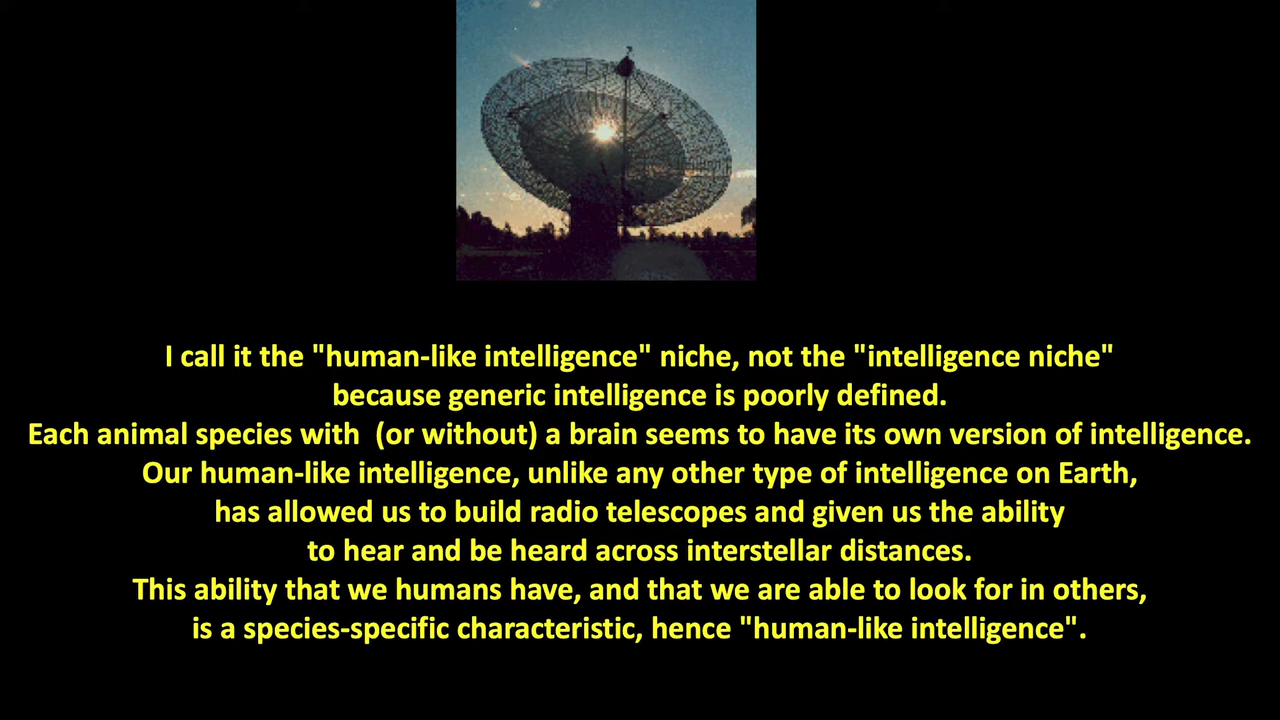 I call it the "human-like intelligence" niche, not the "intelligence niche"
because generic intelligence is poorly defined.
Each animal species with  (or without) a brain seems to have its own version of intelligence.
Our human-like intelligence, unlike any other type of intelligence on Earth,
has allowed us to build radio telescopes and given us the ability
to hear and be heard across interstellar distances.
This ability that we humans have, and that we are able to look for in others,
is a species-specific characteristic, hence "human-like intelligence".